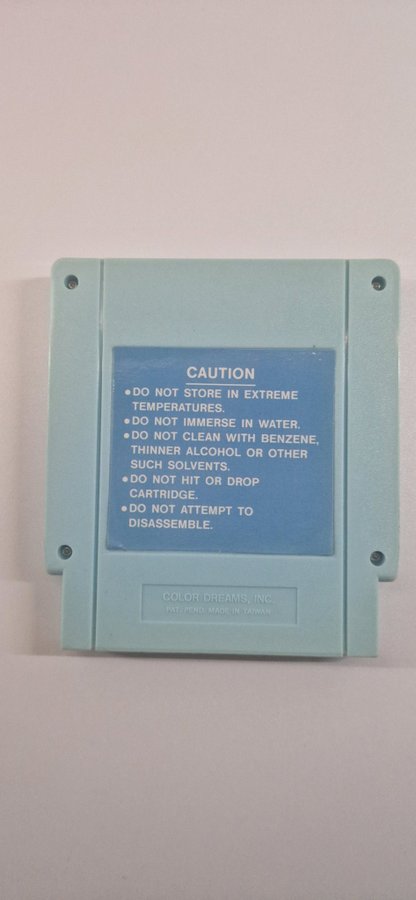 CAUTION
•DO NOT STORE IN EXTREME
TEMPERATURES.
•DO NOT IMMERSE IN WATER.
•DO NOT CLEAN WITH BENZENE,
THINNER ALCOHOL OR OTHER
SUCH SOLVENTS.
•DO NOT HIT OR DROP
CARTRIDGE.
•DO NOT ATTEMPT TO
DISASSEMBLE.
COLOR DREAMS, INC.
PAT. PEND. MADE IN TAIWAN